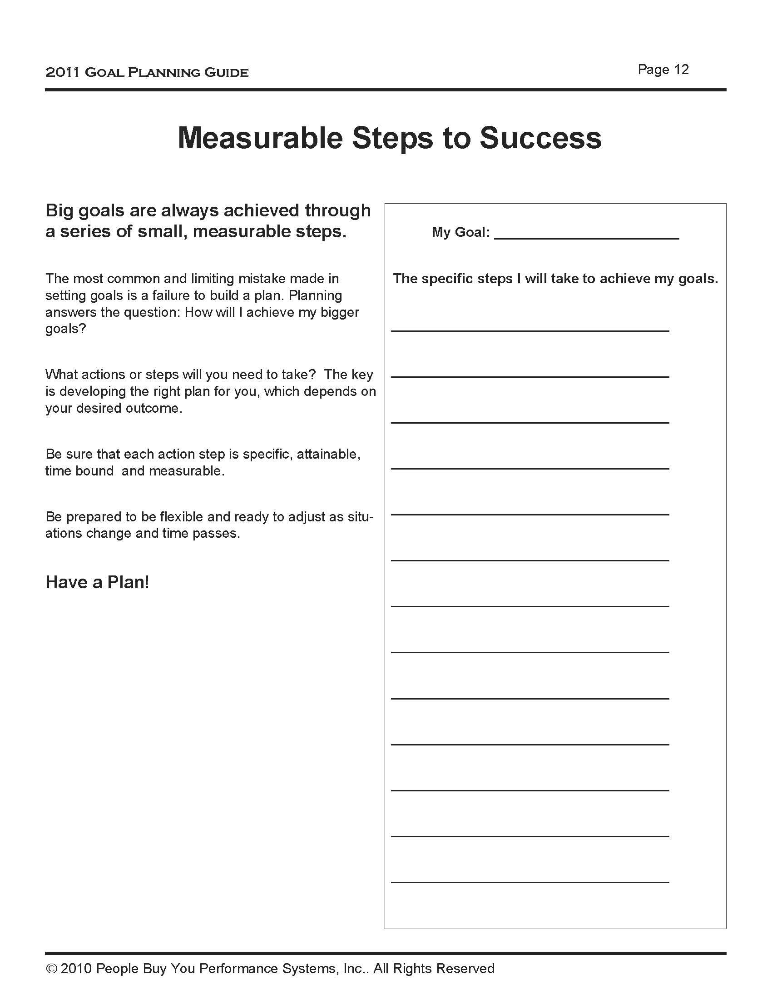 2011 Goal Planning Guide
Page 12
Measurable Steps to Success
Big goals are always achieved through
a series of small, measurable steps.
The most common and limiting mistake made in
setting goals is a failure to build a plan. Planning
answers the question: How will I achieve my bigger
goals?
What actions or steps will you need to take?  The key
is developing the right plan for you, which depends on
your desired outcome.
Be sure that each action step is specific, attainable,
time bound  and measurable.
Be prepared to be flexible and ready to adjust as situ-
ations change and time passes.
Have a Plan!
My Goal:
The specific steps I will take to achieve my goals.
© 2010 People Buy You Performance Systems, Inc.. All Rights Reserved